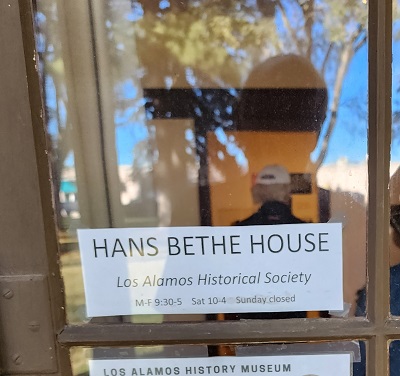 HANS BETHE HOUSE
Los Alamos Historical Society
M-F 9:30-5 Sat 10-4 Sunday closed
LOS ALAMOS HISTORY MUSEUM